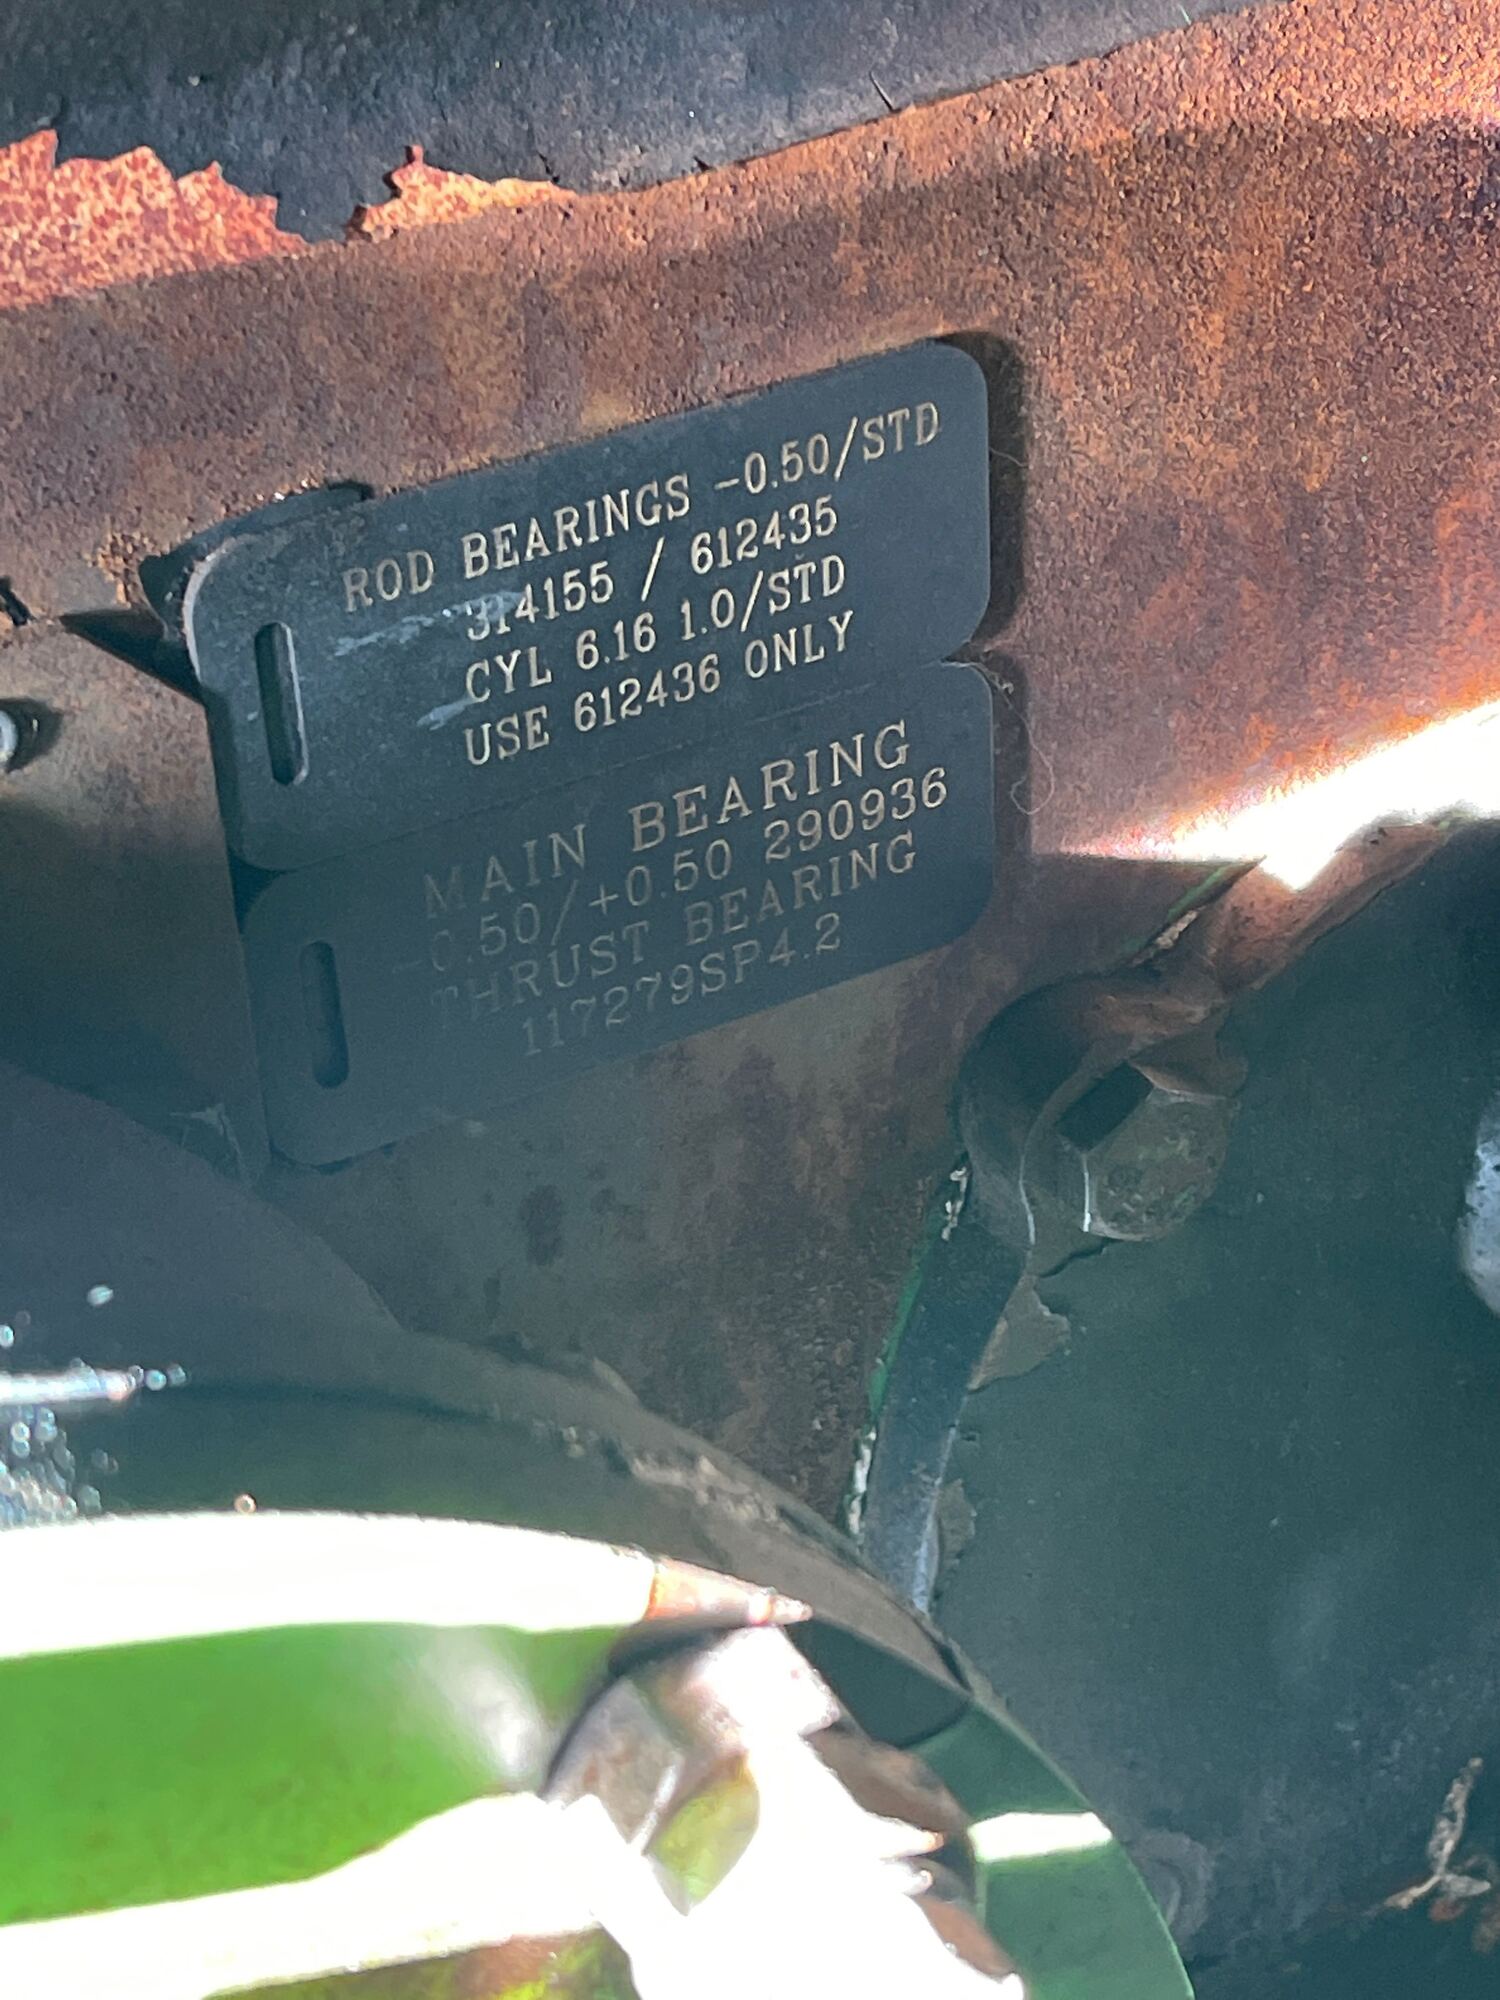 ROD BEARINGS -0.50/STD
314155 / 612435
CYL 6.16 1.0/STD
USE 612436 ONLY
MAIN BEARING
-0.50/+0.50 290936
THRUST BEARING
117279SP4.2